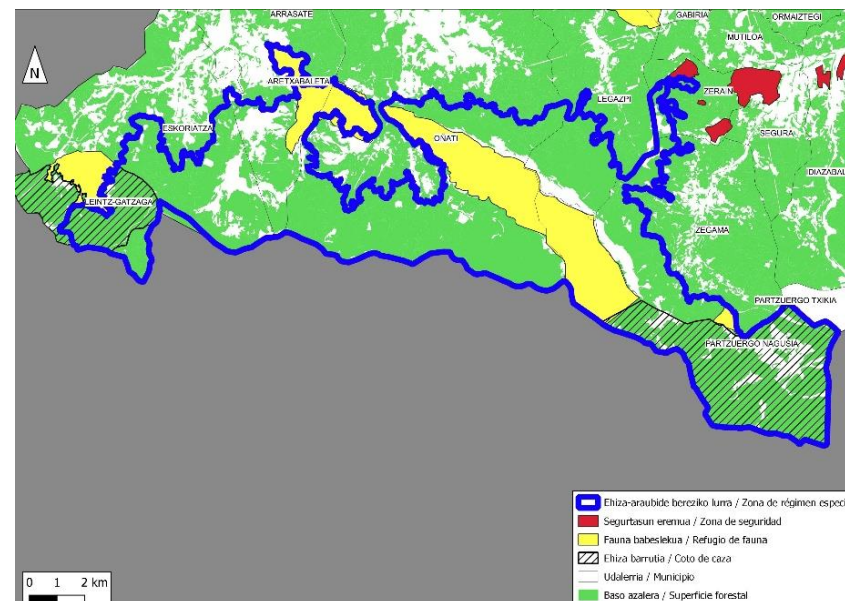 ARRASATE
GABIRIA
ORMAIZTEGI
MUTILOA
N
ARETXABALETA
LEGAZPI
ZERAIN
ESKORIATZA
OÑATI
SEGURA
DIAZABAL
LEINTZ-GATZAGA
ZEGAMA
PARTZUERGO TXIKIA
PARTZUERGO NAGUSIA
Ehiza-araubide bereziko lurra / Zona de régimen especi
Segurtasun eremua / Zona de seguridad
Fauna babeslekua / Refugio de fauna
Ehiza barrutia / Coto de caza
Udalerria / Municipio
Baso azalera / Superficie forestal
0 1 2 km